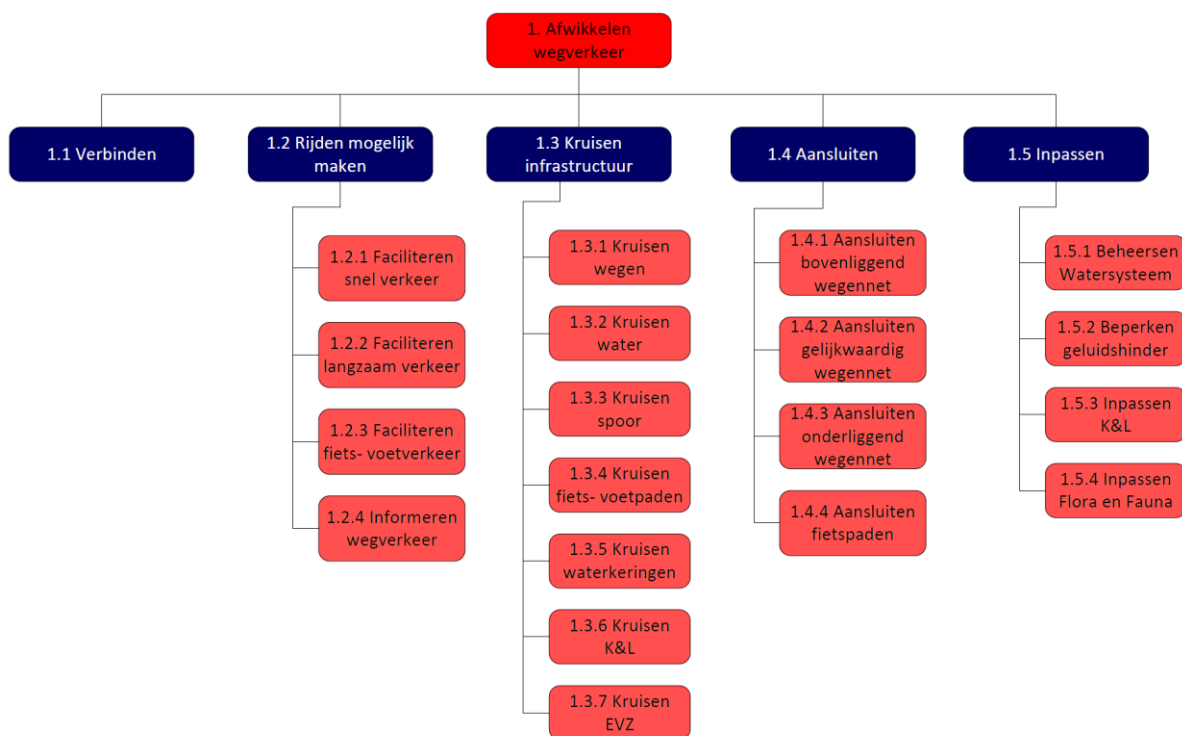 1. Afwikkelen
wegverkeer
1.1 Verbinden
1.2 Rijden mogelijk
maken
1.3 Kruisen
infrastructuur
1.4 Aansluiten
1.5 Inpassen
1.2.1 Faciliteren
snel verkeer
1.2.2 Faciliteren
langzaam verkeer
1.2.3 Faciliteren
fiets- voetverkeer
1.2.4 Informeren
wegverkeer
1.3.1 Kruisen
wegen
1.3.2 Kruisen
water
1.3.3 Kruisen
spoor
1.3.4 Kruisen
fiets- voetpaden
1.3.5 Kruisen
waterkeringen
1.3.6 Kruisen
K&L
1.3.7 Kruisen
EVZ
1.4.1 Aansluiten
bovenliggend
wegennet
1.4.2 Aansluiten
gelijkwaardig
wegennet
1.4.3 Aansluiten
onderliggend
wegennet
1.4.4 Aansluiten
fietspaden
1.5.1 Beheersen
Watersysteem
1.5.2 Beperken
geluidshinder
1.5.3 Inpassen
K&L
1.5.4 Inpassen
Flora en Fauna